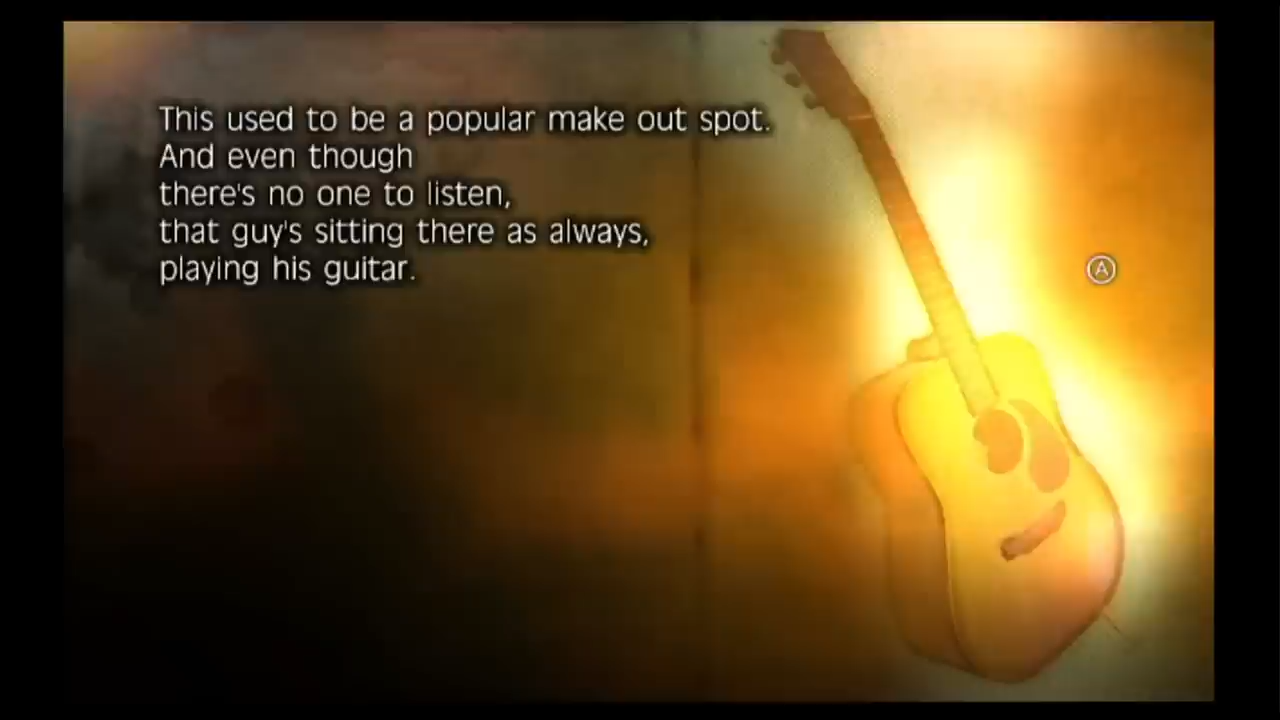 This used to be a popular make out spot.
And even though
there's no one to listen,
that guy's sitting there as always,
playing his guitar.
A